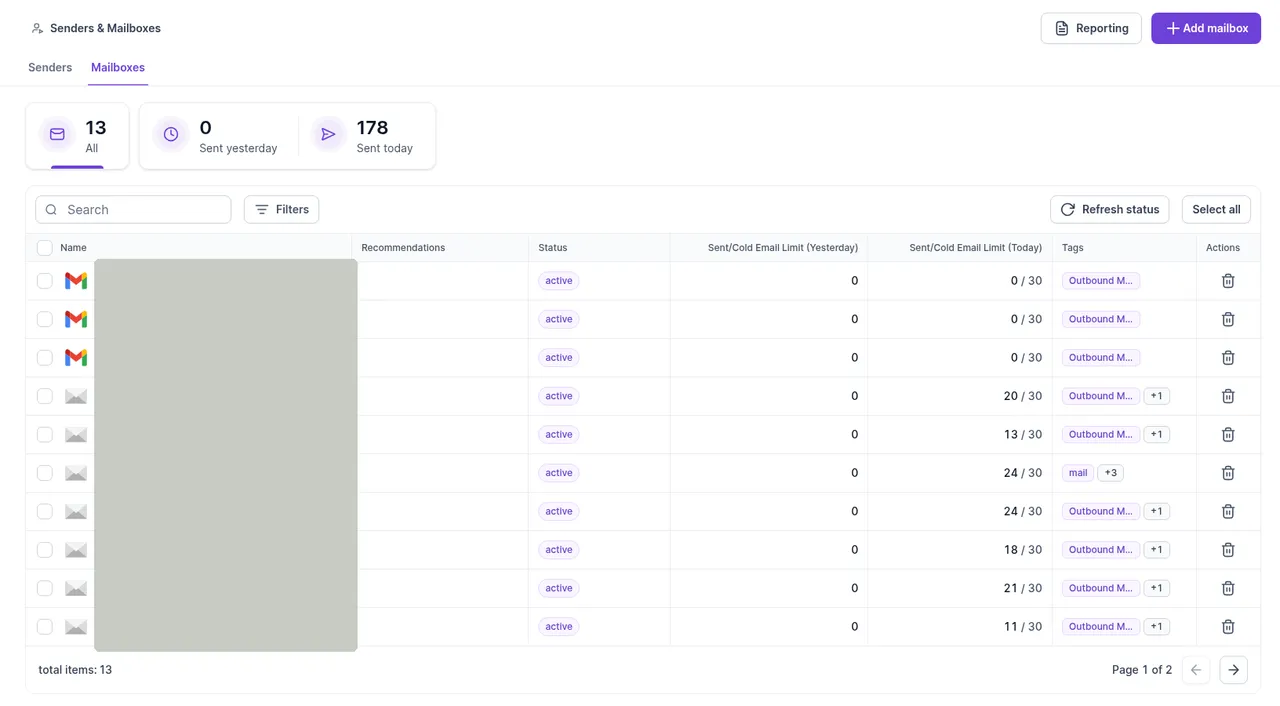 Senders & Mailboxes
Reporting
Add mailbox
Senders
Mailboxes
13
All
0
Sent yesterday
178
Sent today
Search
Filters
Refresh status
Select all
Name Recommendations Status Sent/Cold Email Limit (Yesterday) Sent/Cold Email Limit (Today) Tags Actions
active 0 0 / 30 Outbound M...
active 0 0 / 30 Outbound M...
active 0 0 / 30 Outbound M...
active 0 20 / 30 Outbound M... +1
active 0 13 / 30 Outbound M... +1
active 0 24 / 30 mail +3
active 0 24 / 30 Outbound M... +1
active 0 18 / 30 Outbound M... +1
active 0 21 / 30 Outbound M... +1
active 0 11 / 30 Outbound M... +1
total items: 13
Page 1 of 2